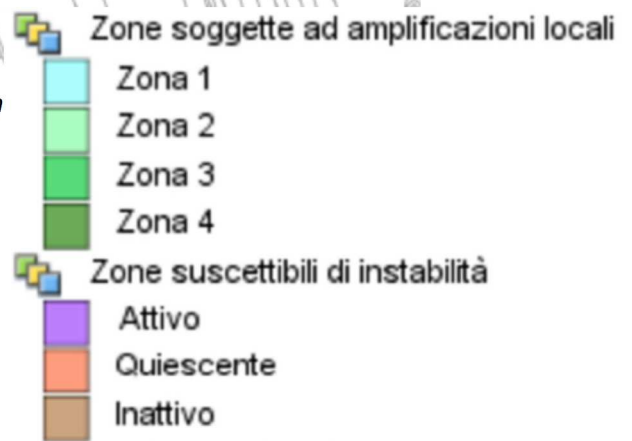 Zone soggette ad amplificazioni locali
Zona 1
Zona 2
Zona 3
Zona 4
Zone suscettibili di instabilità
Attivo
Quiescente
Inattivo